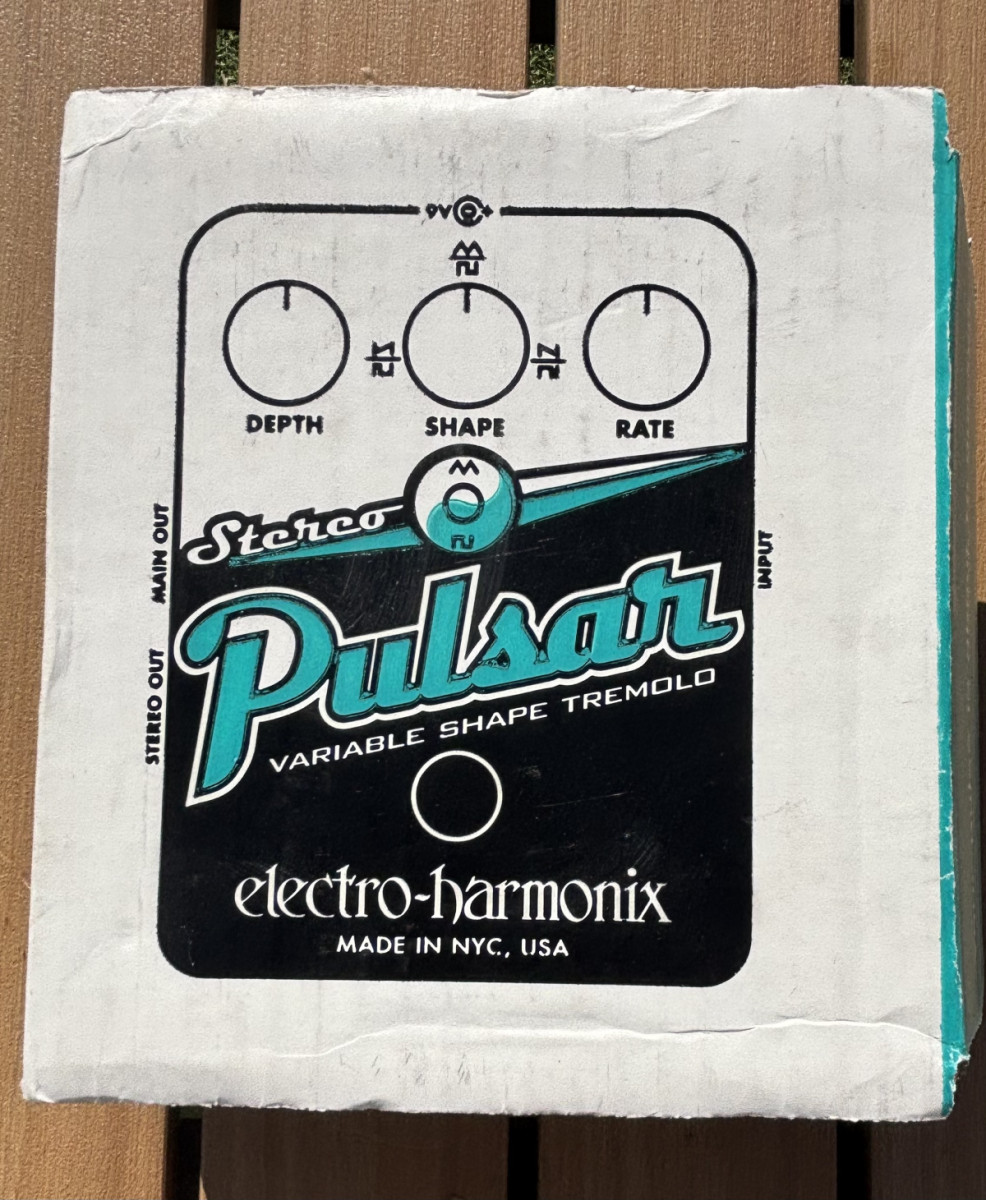 9V
DEPTH
SHAPE
RATE
Stereo
MAIN OUT
INPUT
Pulsar
STEREO OUT
VARIABLE SHAPE TREMOLO
electro-harmonix
MADE IN NYC, USA